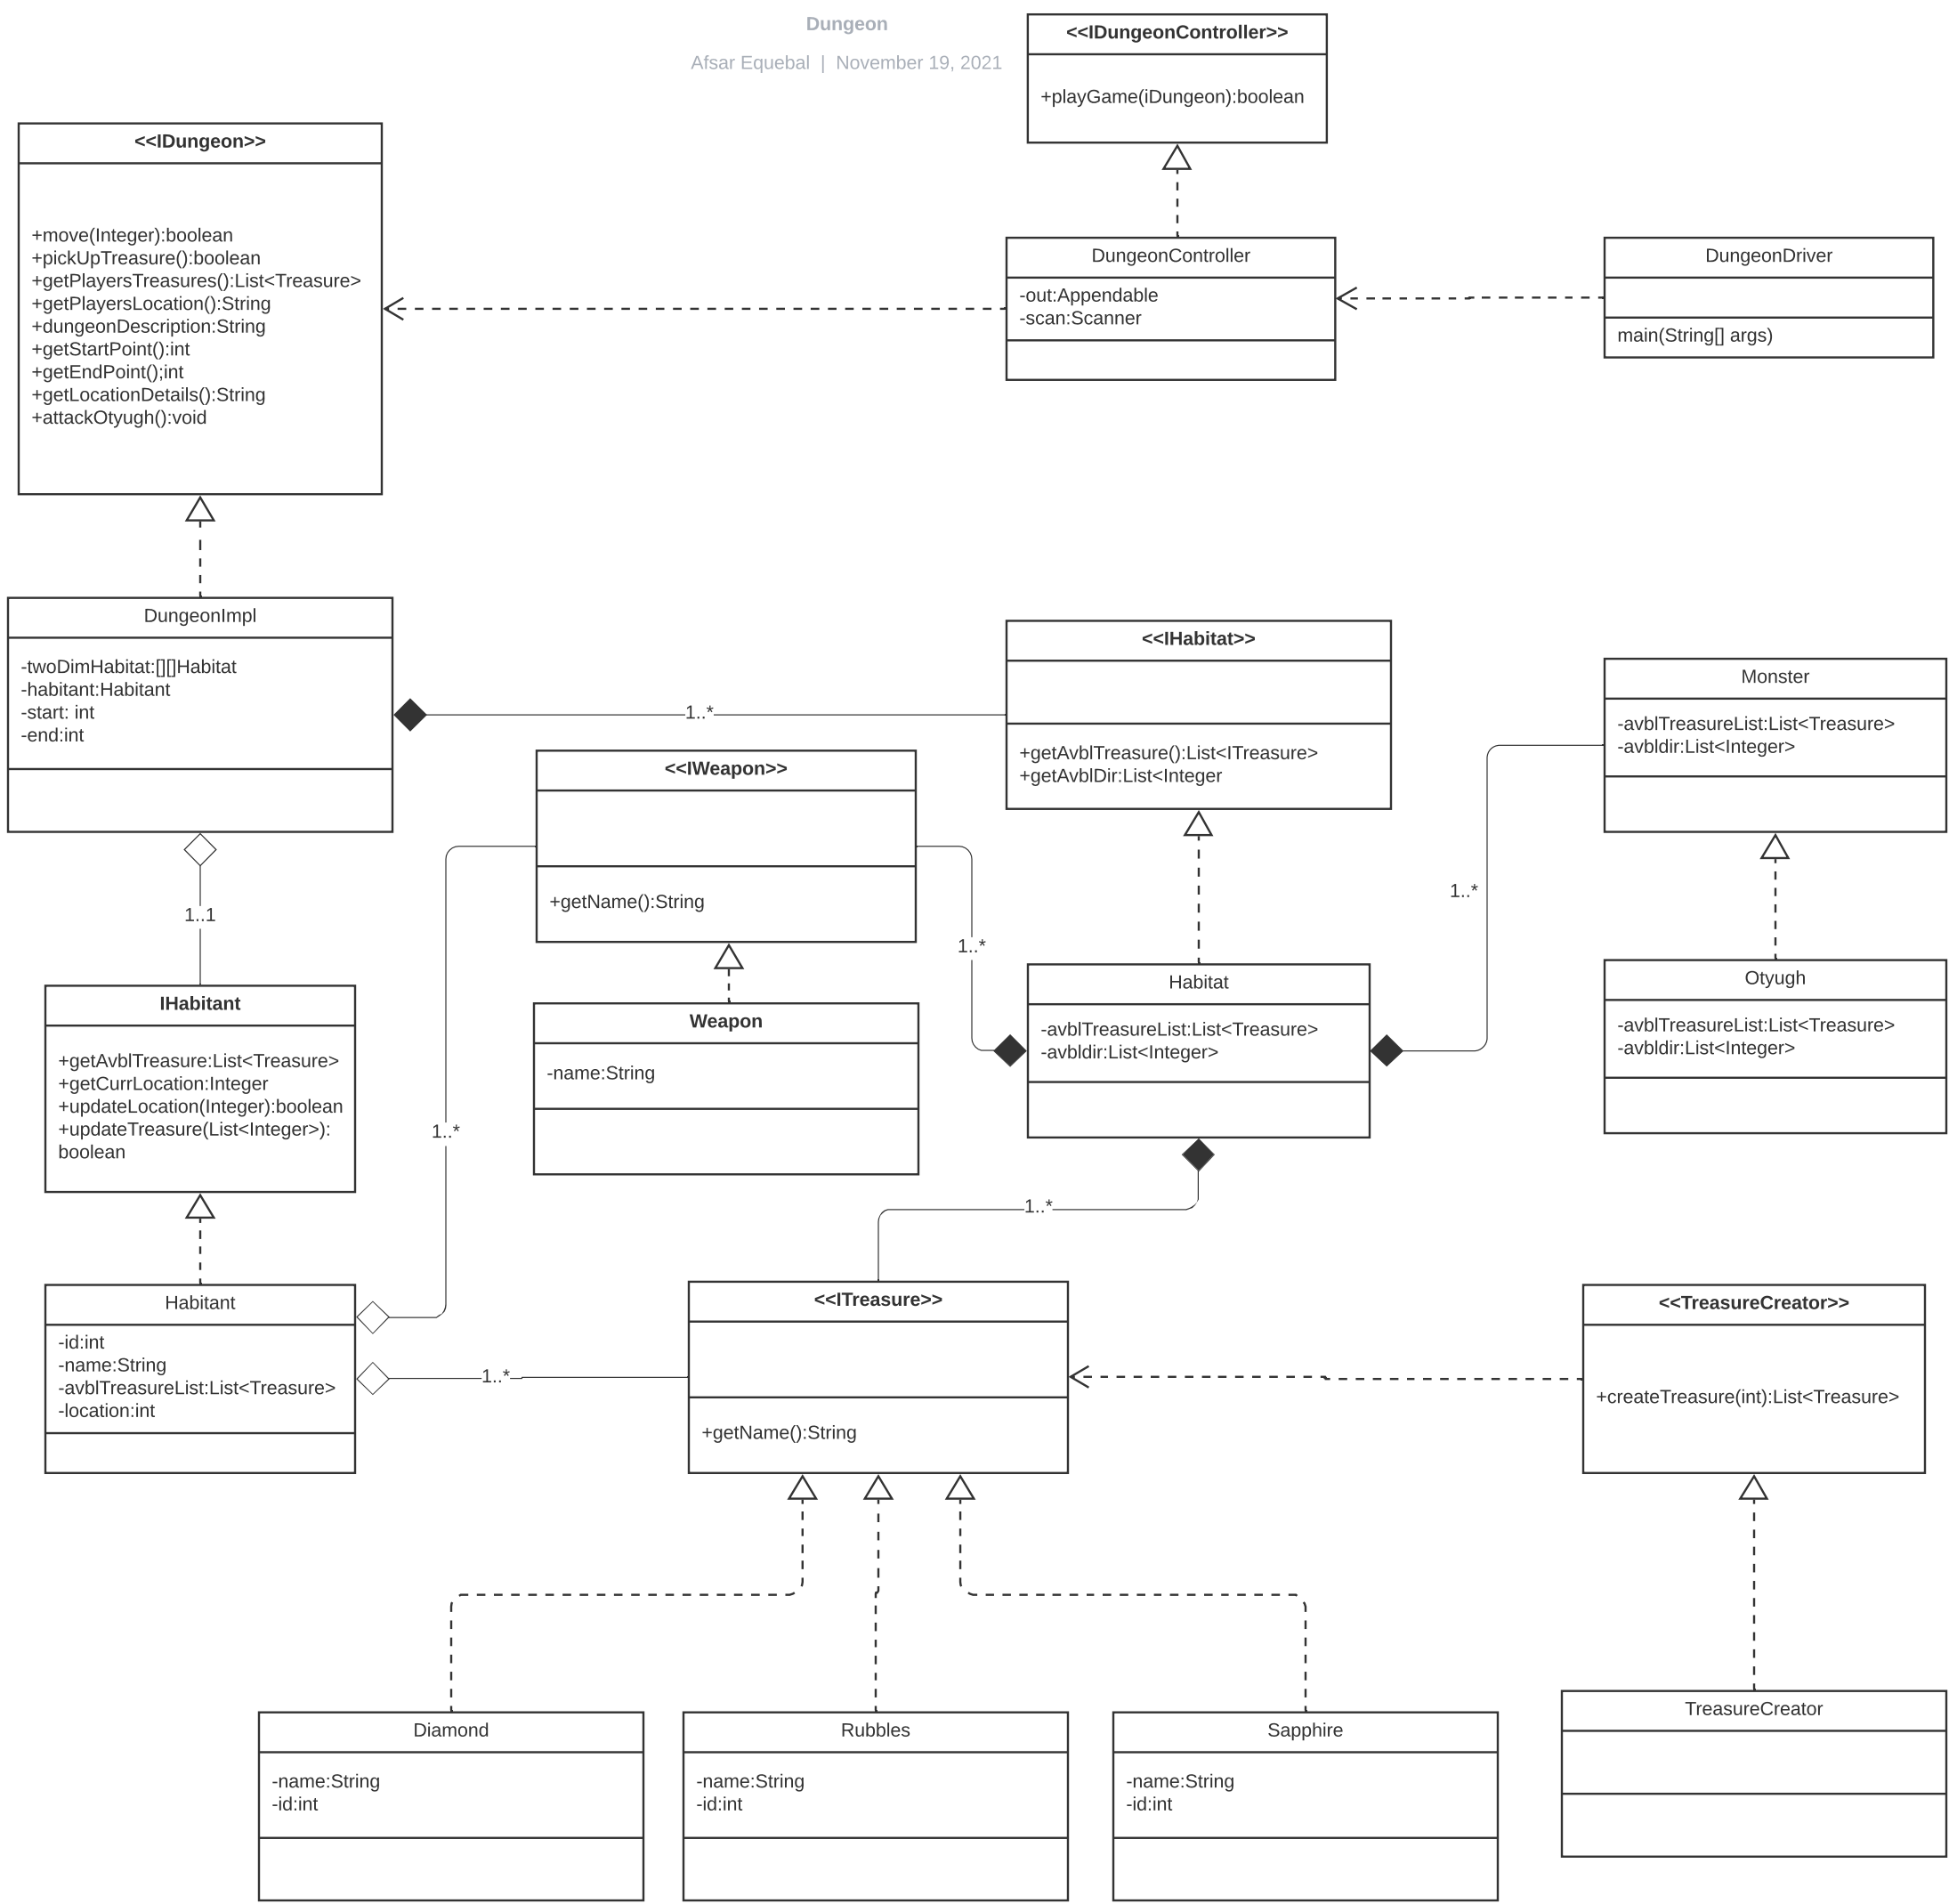 Dungeon
Afsar Equebal | November 19, 2021
<<IDungeonController>>
+playGame(iDungeon):boolean
<<IDungeon>>
+move(Integer):boolean
+pickUpTreasure():boolean
+getPlayersTreasures():List<Treasure>
+getPlayersLocation():String
+dungeonDescription:String
+getStartPoint():int
+getEndPoint();int
+getLocationDetails():String
+attackOtyugh():void
DungeonController
-out:Appendable
-scan:Scanner
DungeonDriver
main(String[] args)
DungeonImpl
-twoDimHabitat:[][]Habitat
-habitant:Habitant
-start: int
-end:int
1..*
<<IHabitat>>
+getAvblTreasure():List<ITreasure>
+getAvblDir:List<Integer
Monster
-avblTreasureList:List<Treasure>
-avbldir:List<Integer>
<<IWeapon>>
+getName():String
1..1
1..*
1..*
IHabitant
+getAvblTreasure:List<Treasure>
+getCurrLocation:Integer
+updateLocation(Integer):boolean
+updateTreasure(List<Integer>):
boolean
1..*
Weapon
-name:String
Habitat
-avblTreasureList:List<Treasure>
-avbldir:List<Integer>
Otyugh
-avblTreasureList:List<Treasure>
-avbldir:List<Integer>
1..*
Habitant
-id:int
-name:String
-avblTreasureList:List<Treasure>
-location:int
1..*
<<ITreasure>>
+getName():String
<<TreasureCreator>>
+createTreasure(int):List<Treasure>
Diamond
-name:String
-id:int
Rubbles
-name:String
-id:int
Sapphire
-name:String
-id:int
TreasureCreator